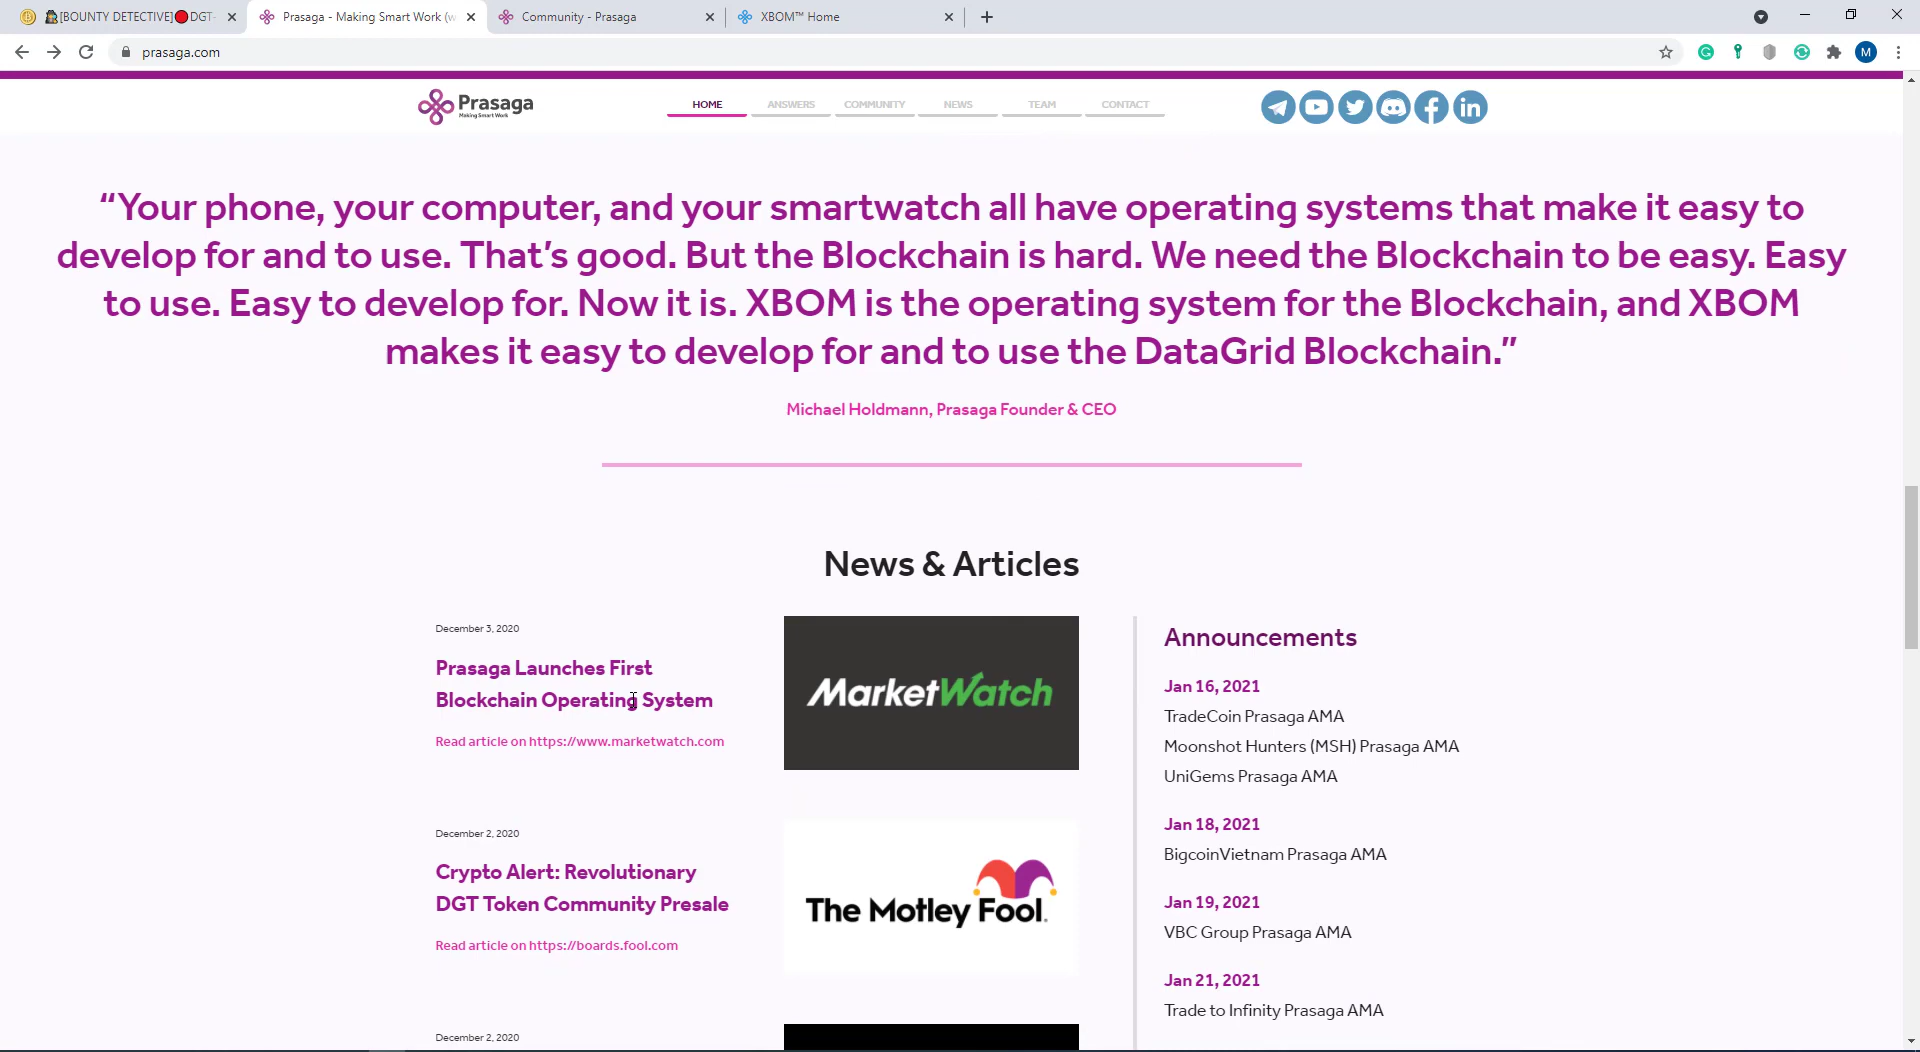 [BOUNTY DETECTIVE]🔴DGT-
Prasaga - Making Smart Work (w
Community - Prasaga
XBOM™ Home
prasaga.com
M
Prasaga
Making Smart Work
HOME
ANSWERS
COMMUNITY
NEWS
TEAM
CONTACT
“Your phone, your computer, and your smartwatch all have operating systems that make it easy to
develop for and to use. That’s good. But the Blockchain is hard. We need the Blockchain to be easy. Easy
to use. Easy to develop for. Now it is. XBOM is the operating system for the Blockchain, and XBOM
makes it easy to develop for and to use the DataGrid Blockchain.”
Michael Holdmann, Prasaga Founder & CEO
News & Articles
December 3, 2020
Prasaga Launches First
Blockchain Operating System
Read article on https://www.marketwatch.com
MarketWatch
December 2, 2020
Crypto Alert: Revolutionary
DGT Token Community Presale
Read article on https://boards.fool.com
The Motley Fool.
December 2, 2020
Announcements
Jan 16, 2021
TradeCoin Prasaga AMA
Moonshot Hunters (MSH) Prasaga AMA
UniGems Prasaga AMA
Jan 18, 2021
BigcoinVietnam Prasaga AMA
Jan 19, 2021
VBC Group Prasaga AMA
Jan 21, 2021
Trade to Infinity Prasaga AMA